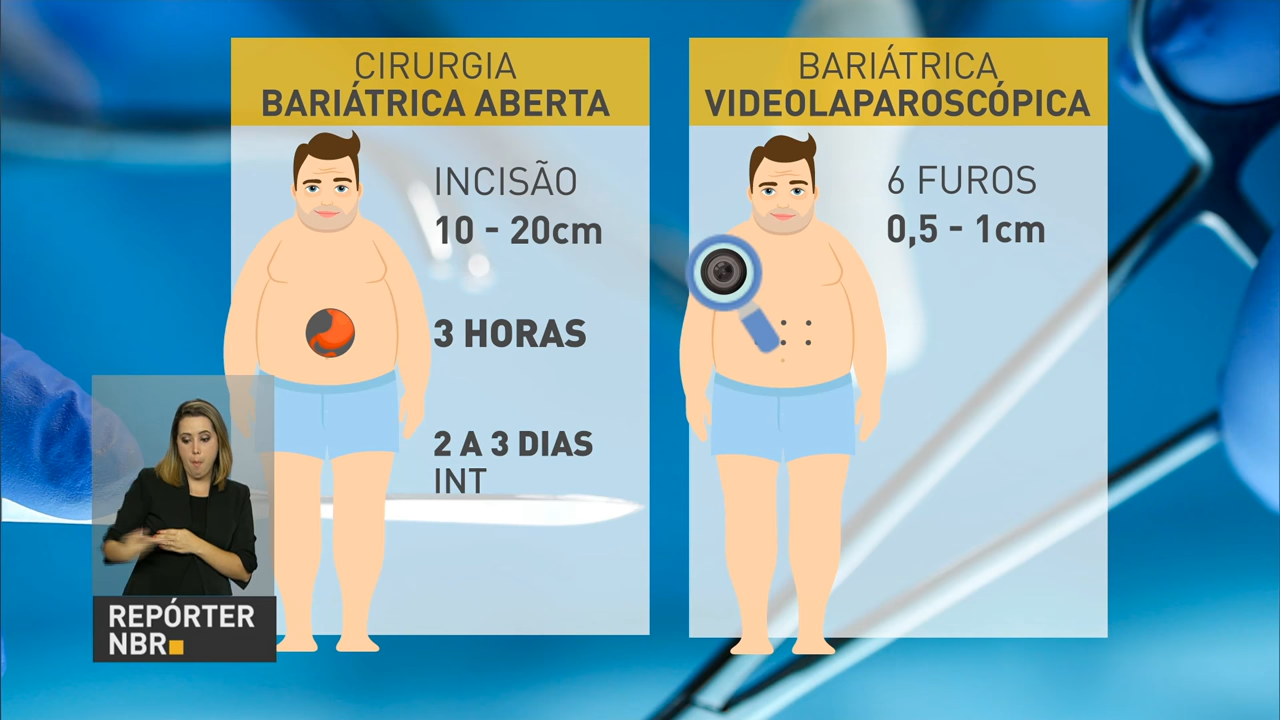 CIRURGIA
BARIÁTRICA ABERTA
INCISÃO
10 - 20cm
3 HORAS
2 A 3 DIAS
INT
BARIÁTRICA
VIDEOLAPAROSCÓPICA
6 FUROS
0,5 - 1cm
REPÓRTER
NBR